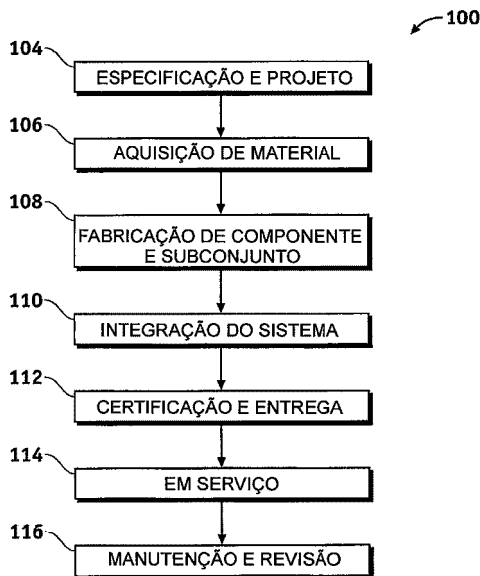 100
104
ESPECIFICAÇÃO E PROJETO
106
AQUISIÇÃO DE MATERIAL
108
FABRICAÇÃO DE COMPONENTE
E SUBCONJUNTO
110
INTEGRAÇÃO DO SISTEMA
112
CERTIFICAÇÃO E ENTREGA
114
EM SERVIÇO
116
MANUTENÇÃO E REVISÃO